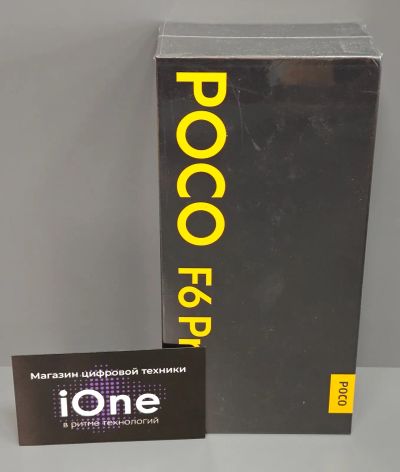 POCO F6 Pr
POCO
Магазин цифровой техники
iOne
в ритме технологий